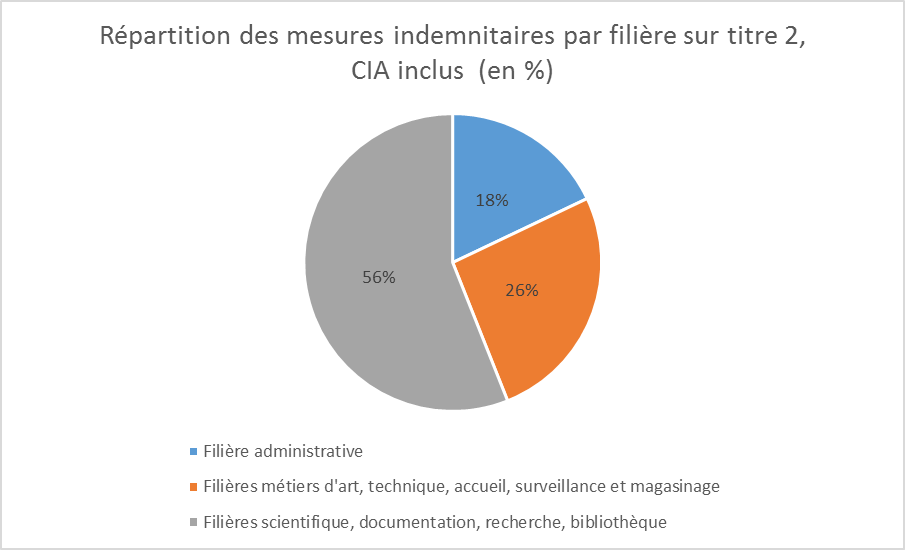 Répartition des mesures indemnitaires par filière sur titre 2,
CIA inclus (en %)
18%
56%
26%
Filière administrative
Filières métiers d'art, technique, accueil, surveillance et magasinage
Filières scientifique, documentation, recherche, bibliothèque